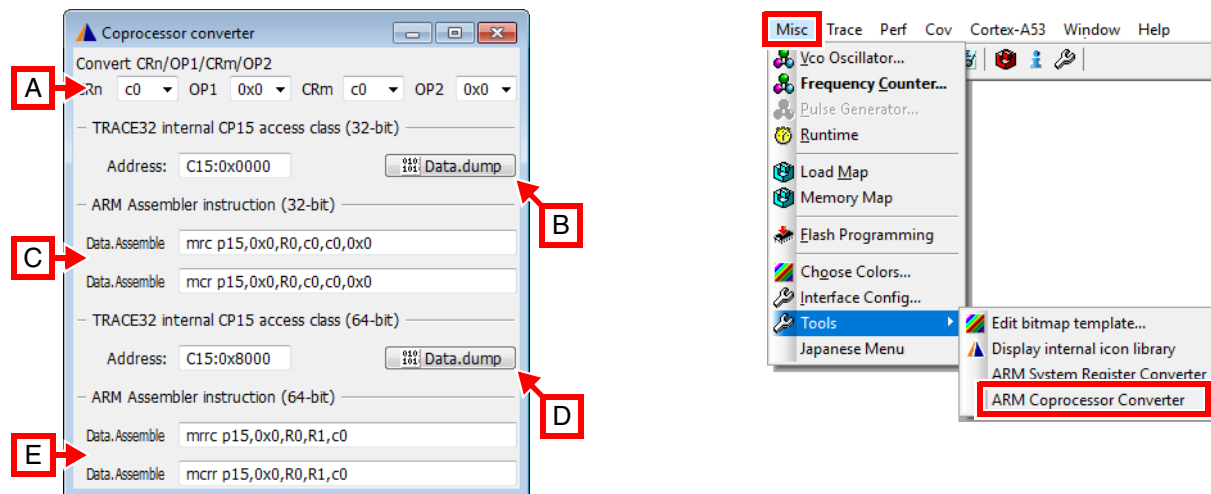 Coprocessor converter
Convert CRn/OP1/CRm/OP2
A
CRn c0 OP1 0x0 CRm c0 OP2 0x0
TRACE32 internal CP15 access class (32-bit)
Address: C15:0x0000 Data.dump
B
ARM Assembler instruction (32-bit)
C
Data.Assemble mrc p15,0x0,R0,c0,c0,0x0
Data.Assemble mcr p15,0x0,R0,c0,c0,0x0
TRACE32 internal CP15 access class (64-bit)
Address: C15:0x8000 Data.dump
D
ARM Assembler instruction (64-bit)
E
Data.Assemble mrrc p15,0x0,R0,R1,c0
Data.Assemble mcrr p15,0x0,R0,R1,c0
Misc Trace Perf Cov Cortex-A53 Window Help
Vco Oscillator...
Frequency Counter...
Pulse Generator...
Runtime
Load Map
Memory Map
Flash Programming
Choose Colors...
Interface Config...
Tools
Japanese Menu
Edit bitmap template...
Display internal icon library
ARM System Register Converter
ARM Coprocessor Converter